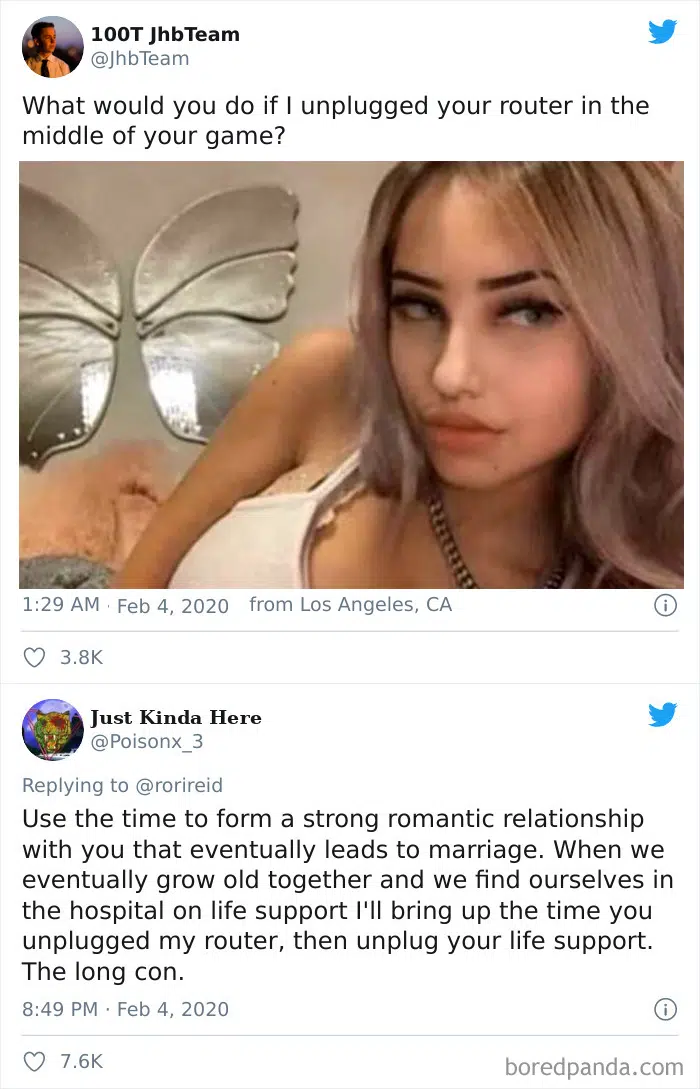 100T JhbTeam
@JhbTeam
What would you do if I unplugged your router in the
middle of your game?
1:29 AM · Feb 4, 2020 from Los Angeles, CA
3.8K
Just Kinda Here
@Poisonx_3
Replying to @rorireid
Use the time to form a strong romantic relationship
with you that eventually leads to marriage. When we
eventually grow old together and we find ourselves in
the hospital on life support I'll bring up the time you
unplugged my router, then unplug your life support.
The long con.
8:49 PM · Feb 4, 2020
7.6K
boredpanda.com